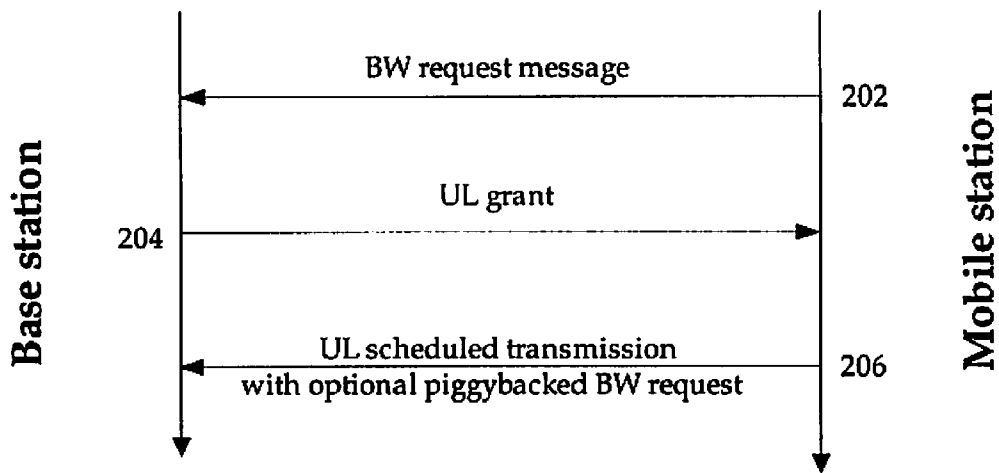 BW request message
202
UL grant
204
UL scheduled transmission
with optional piggybacked BW request
206
Base station
Mobile station